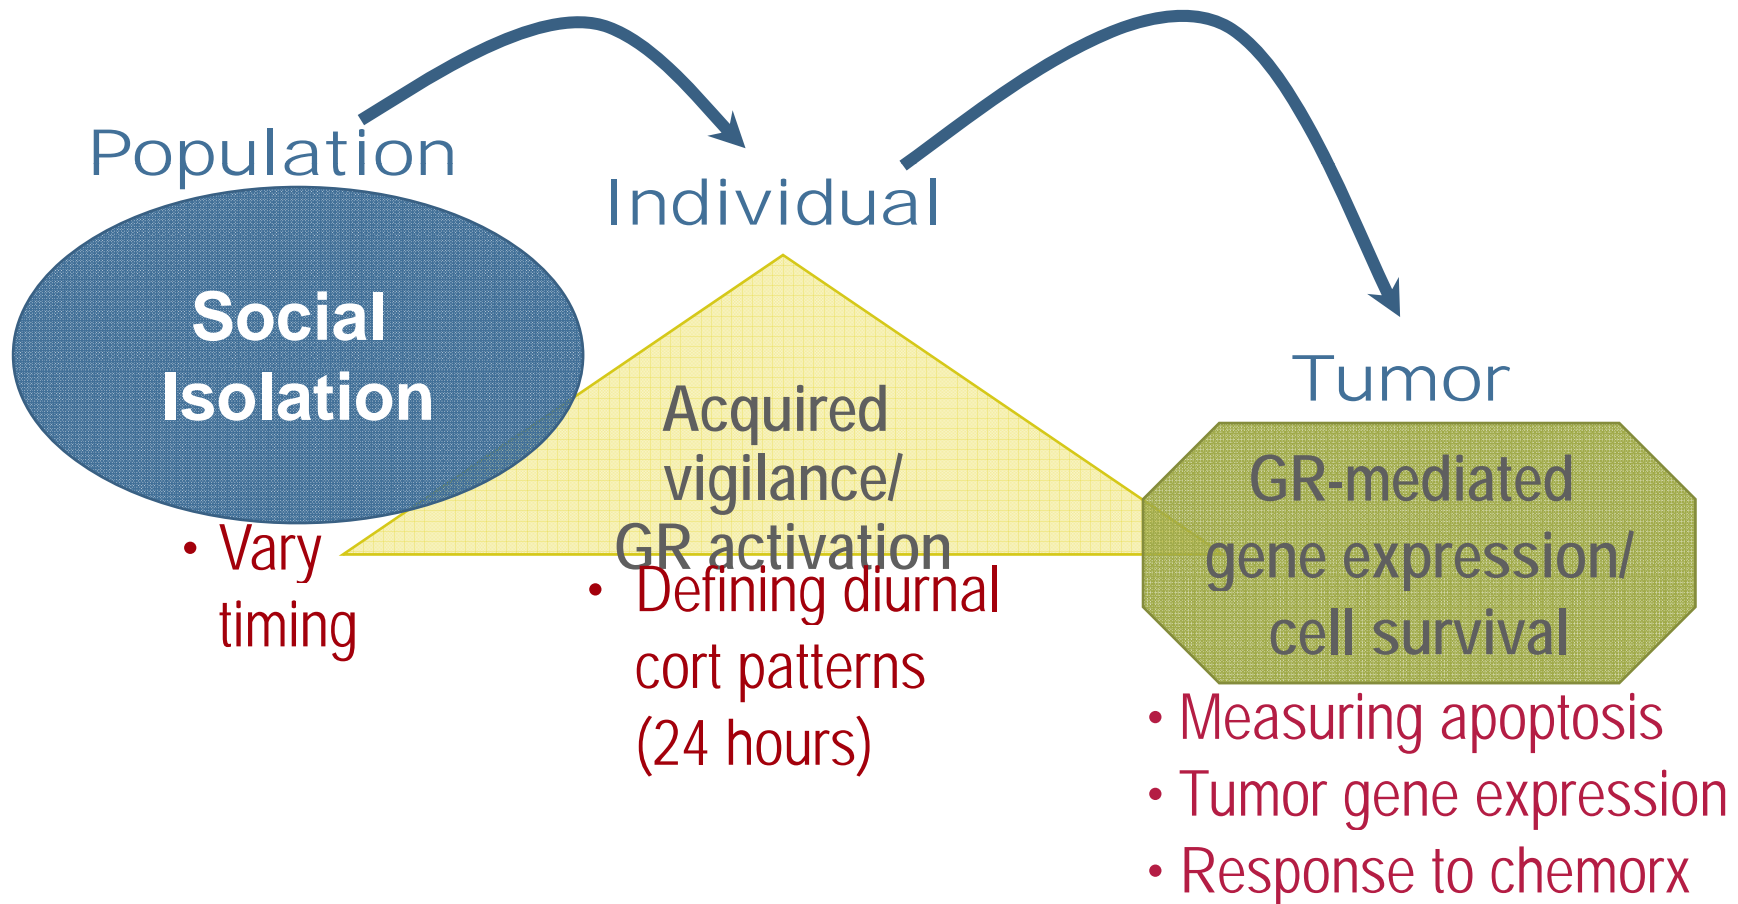 Population
Social
Isolation
• Vary
timing
Individual
Acquired
vigilance/
GR activation
• Defining diurnal
cort patterns
(24 hours)
Tumor
GR-mediated
gene expression/
cell survival
• Measuring apoptosis
• Tumor gene expression
• Response to chemorx